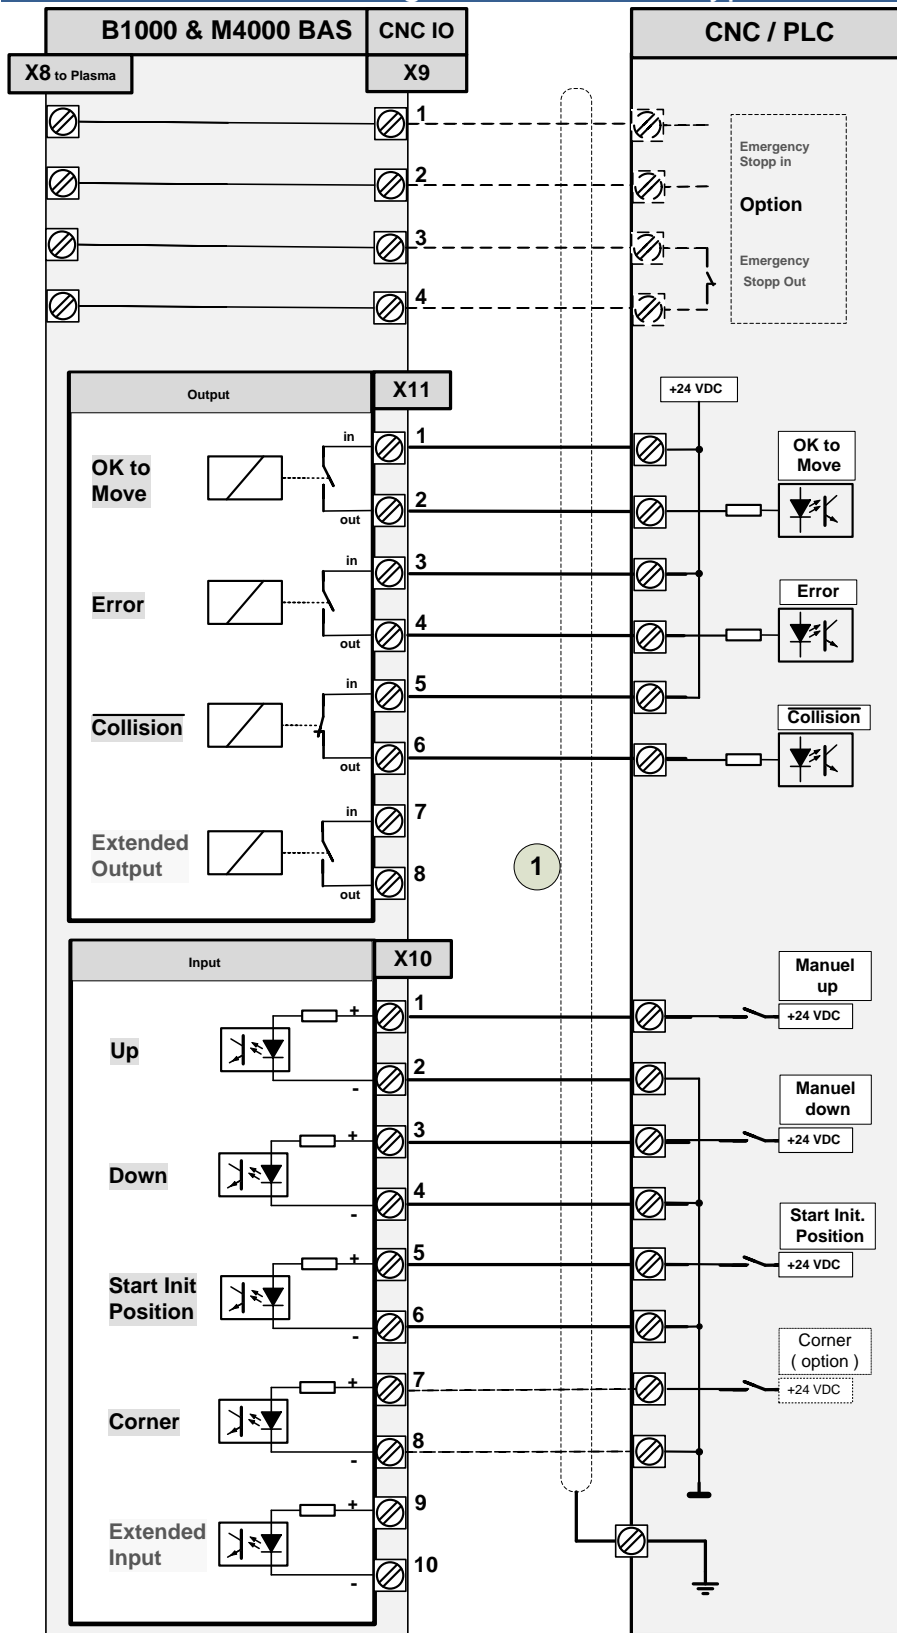 B1000 & M4000 BAS
CNC IO
CNC / PLC
X8 to Plasma
X9
1
2
3
4
Emergency
Stopp in
Option
Emergency
Stopp Out
Output
X11
+24 VDC
OK to
Move
in
1
out
2
OK to
Move
Error
in
3
out
4
Error
Collision
in
5
out
6
Collision
Extended
Output
in
7
out
8
1
Input
X10
Up
+
1
-
2
Manuel
up
+24 VDC
Down
+
3
-
4
Manuel
down
+24 VDC
Start Init
Position
+
5
-
6
Start Init.
Position
+24 VDC
Corner
+
7
-
8
Corner
( option )
+24 VDC
Extended
Input
+
9
-
10